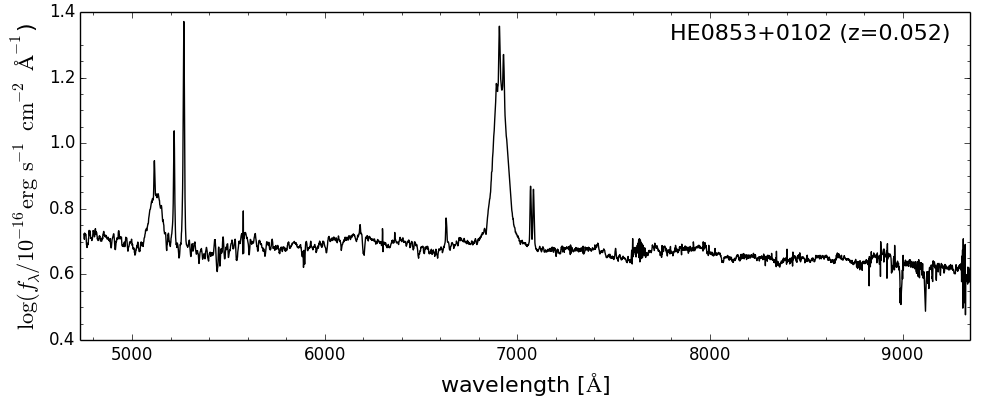 HE0853+0102 (z=0.052)
log(f_λ/10⁻¹⁶ erg s⁻¹ cm⁻² Å⁻¹)
1.4
1.2
1.0
0.8
0.6
0.4
5000 6000 7000 8000 9000
wavelength [Å]